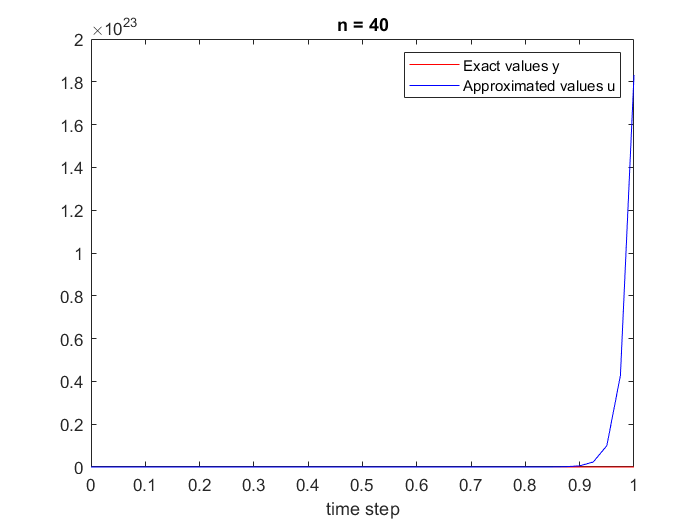 n = 40
×10²³
2
1.8
1.6
1.4
1.2
1
0.8
0.6
0.4
0.2
0
Exact values y
Approximated values u
0 0.1 0.2 0.3 0.4 0.5 0.6 0.7 0.8 0.9 1
time step